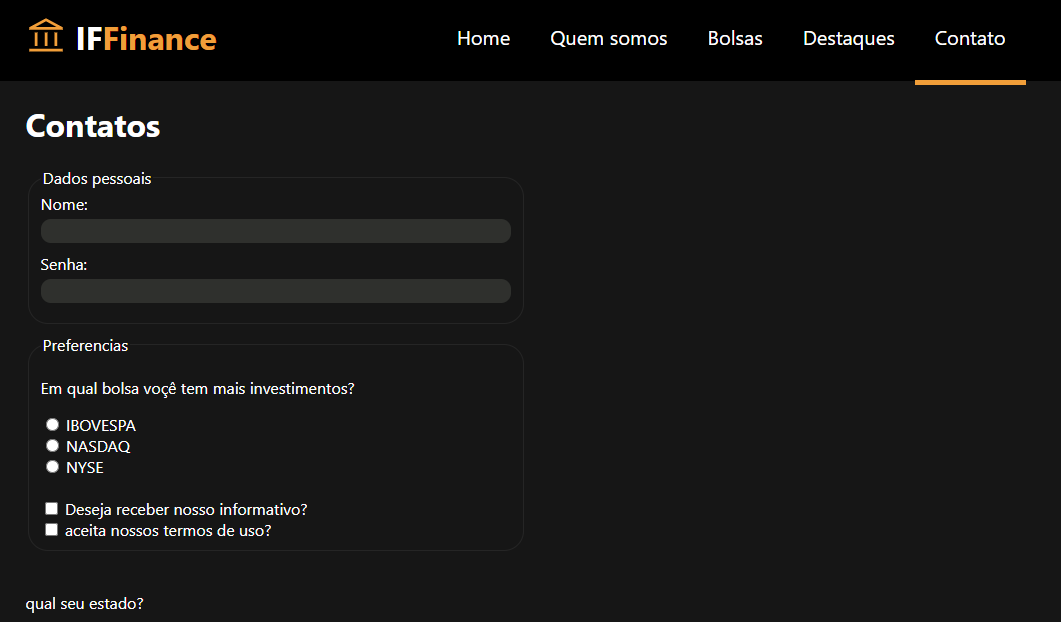 IFFinance
Home Quem somos Bolsas Destaques Contato
Contatos
Dados pessoais
Nome:
Senha:
Preferencias
Em qual bolsa voçê tem mais investimentos?
IBOVESPA
NASDAQ
NYSE
Deseja receber nosso informativo?
aceita nossos termos de uso?
qual seu estado?